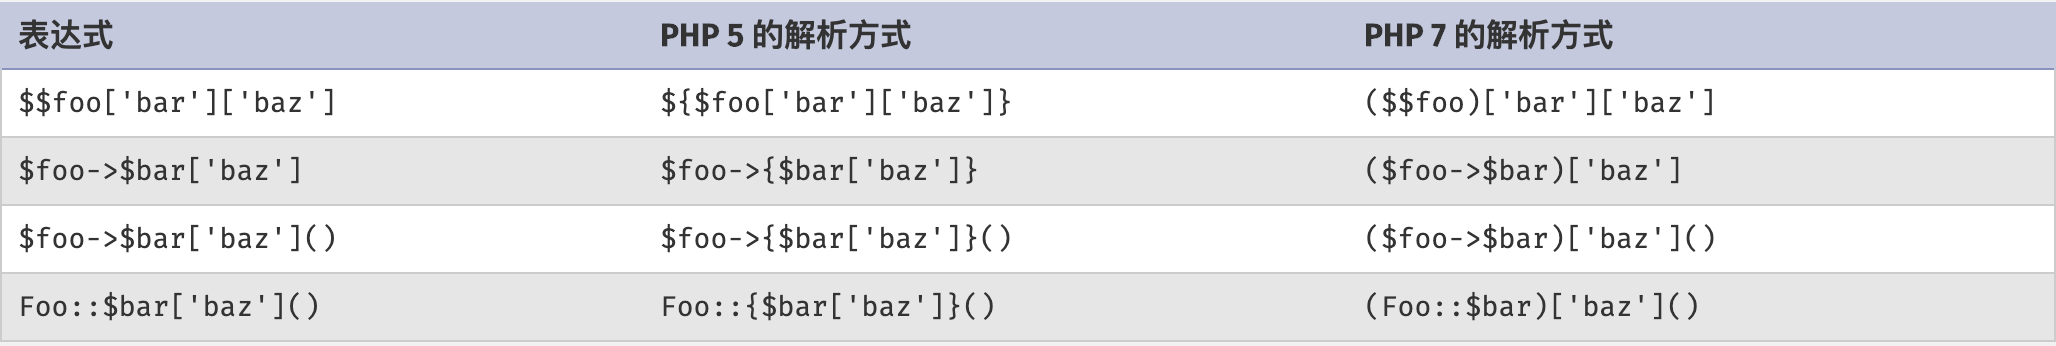 表达式 PHP 5 的解析方式 PHP 7 的解析方式
$$foo['bar']['baz'] ${$foo['bar']['baz']} ($$foo)['bar']['baz']
$foo->$bar['baz'] $foo->{$bar['baz']} ($foo->$bar)['baz']
$foo->$bar['baz']() $foo->{$bar['baz']}() ($foo->$bar)['baz']()
Foo::$bar['baz']() Foo::{$bar['baz']}() (Foo::$bar)['baz']()